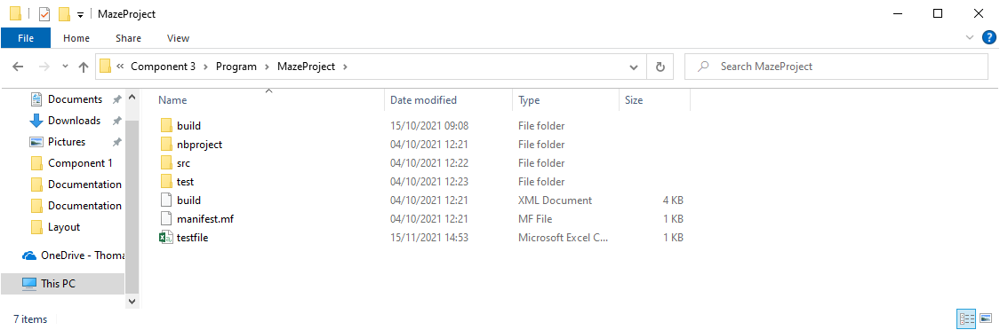 MazeProject
File Home Share View
« Component 3 > Program > MazeProject >
Search MazeProject
Name Date modified Type Size
Documents
Downloads
Pictures
Component 1
Documentation
Documentation
Layout
OneDrive - Thoma
This PC
build 15/10/2021 09:08 File folder
nbproject 04/10/2021 12:21 File folder
src 04/10/2021 12:22 File folder
test 04/10/2021 12:23 File folder
build 04/10/2021 12:21 XML Document 4 KB
manifest.mf 04/10/2021 12:21 MF File 1 KB
testfile 15/11/2021 14:53 Microsoft Excel C... 1 KB
7 items